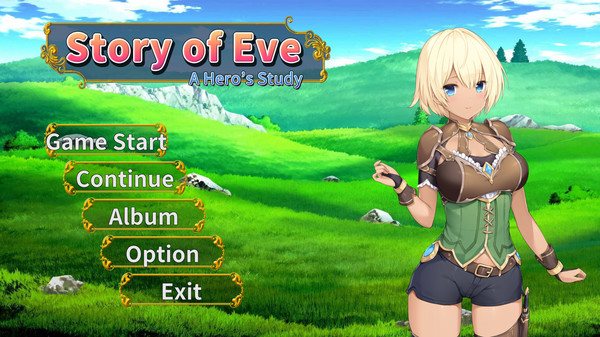 Story of Eve
A Hero's Study
Game Start
Continue
Album
Option
Exit